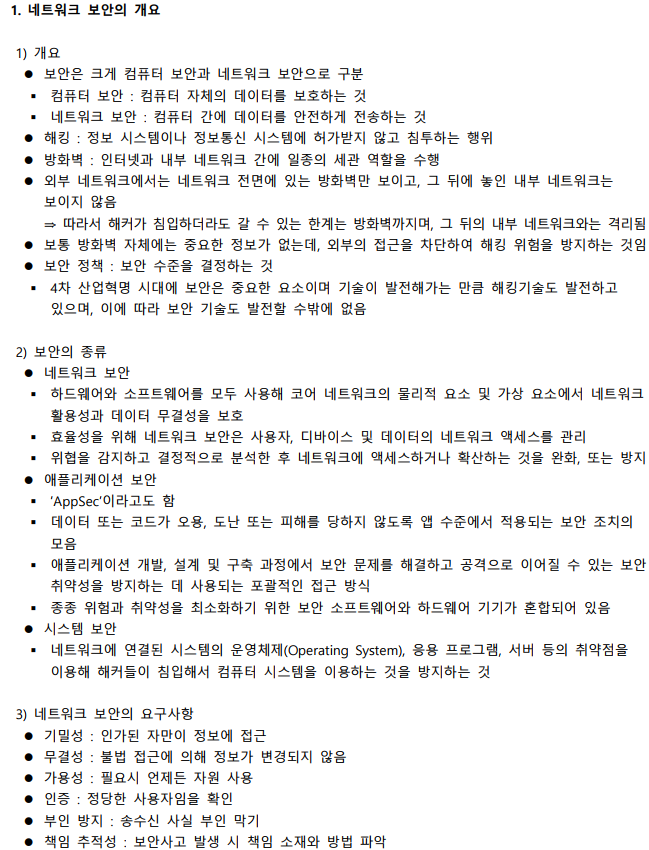 1. 네트워크 보안의 개요
1) 개요
● 보안은 크게 컴퓨터 보안과 네트워크 보안으로 구분
▪ 컴퓨터 보안 : 컴퓨터 자체의 데이터를 보호하는 것
▪ 네트워크 보안 : 컴퓨터 간에 데이터를 안전하게 전송하는 것
● 해킹 : 정보 시스템이나 정보통신 시스템에 허가받지 않고 침투하는 행위
● 방화벽 : 인터넷과 내부 네트워크 간에 일종의 세관 역할을 수행
● 외부 네트워크에서는 네트워크 전면에 있는 방화벽만 보이고, 그 뒤에 놓인 내부 네트워크는
보이지 않음
⇒ 따라서 해커가 침입하더라도 갈 수 있는 한계는 방화벽까지며, 그 뒤의 내부 네트워크와는 격리됨
● 보통 방화벽 자체에는 중요한 정보가 없는데, 외부의 접근을 차단하여 해킹 위험을 방지하는 것임
● 보안 정책 : 보안 수준을 결정하는 것
▪ 4차 산업혁명 시대에 보안은 중요한 요소이며 기술이 발전해가는 만큼 해킹기술도 발전하고
있으며, 이에 따라 보안 기술도 발전할 수밖에 없음
2) 보안의 종류
● 네트워크 보안
▪ 하드웨어와 소프트웨어를 모두 사용해 코어 네트워크의 물리적 요소 및 가상 요소에서 네트워크
활용성과 데이터 무결성을 보호
▪ 효율성을 위해 네트워크 보안은 사용자, 디바이스 및 데이터의 네트워크 액세스를 관리
▪ 위협을 감지하고 결정적으로 분석한 후 네트워크에 액세스하거나 확산하는 것을 완화, 또는 방지
● 애플리케이션 보안
▪ 'AppSec'이라고도 함
▪ 데이터 또는 코드가 오용, 도난 또는 피해를 당하지 않도록 앱 수준에서 적용되는 보안 조치의
모음
▪ 애플리케이션 개발, 설계 및 구축 과정에서 보안 문제를 해결하고 공격으로 이어질 수 있는 보안
취약성을 방지하는 데 사용되는 포괄적인 접근 방식
▪ 종종 위험과 취약성을 최소화하기 위한 보안 소프트웨어와 하드웨어 기기가 혼합되어 있음
● 시스템 보안
▪ 네트워크에 연결된 시스템의 운영체제(Operating System), 응용 프로그램, 서버 등의 취약점을
이용해 해커들이 침입해서 컴퓨터 시스템을 이용하는 것을 방지하는 것
3) 네트워크 보안의 요구사항
● 기밀성 : 인가된 자만이 정보에 접근
● 무결성 : 불법 접근에 의해 정보가 변경되지 않음
● 가용성 : 필요시 언제든 자원 사용
● 인증 : 정당한 사용자임을 확인
● 부인 방지 : 송수신 사실 부인 막기
● 책임 추적성 : 보안사고 발생 시 책임 소재와 방법 파악